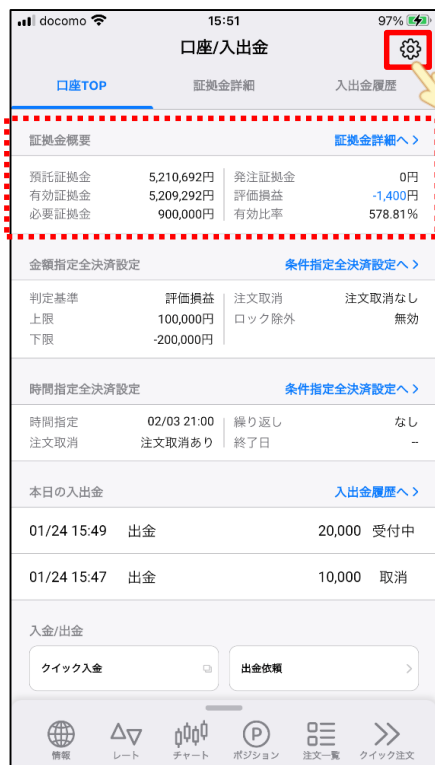 docomo 15:51 97%
口座/入出金
口座TOP 証拠金詳細 入出金履歴
証拠金概要 証拠金詳細へ
預託証拠金 5,210,692円 発注証拠金 0円
有効証拠金 5,209,292円 評価損益 -1,400円
必要証拠金 900,000円 有効比率 578.81%
金額指定全決済設定 条件指定全決済設定へ
判定基準 評価損益 注文取消 注文取消なし
上限 100,000円 ロック除外 無効
下限 -200,000円
時間指定全決済設定 条件指定全決済設定へ
時間指定 02/03 21:00 繰り返し なし
注文取消 注文取消あり 終了日 --
本日の入出金 入出金履歴へ
01/24 15:49 出金 20,000 受付中
01/24 15:47 出金 10,000 取消
入金/出金
クイック入金 出金依頼
情報 レート チャート P ポジション 注文一覧 クイック注文